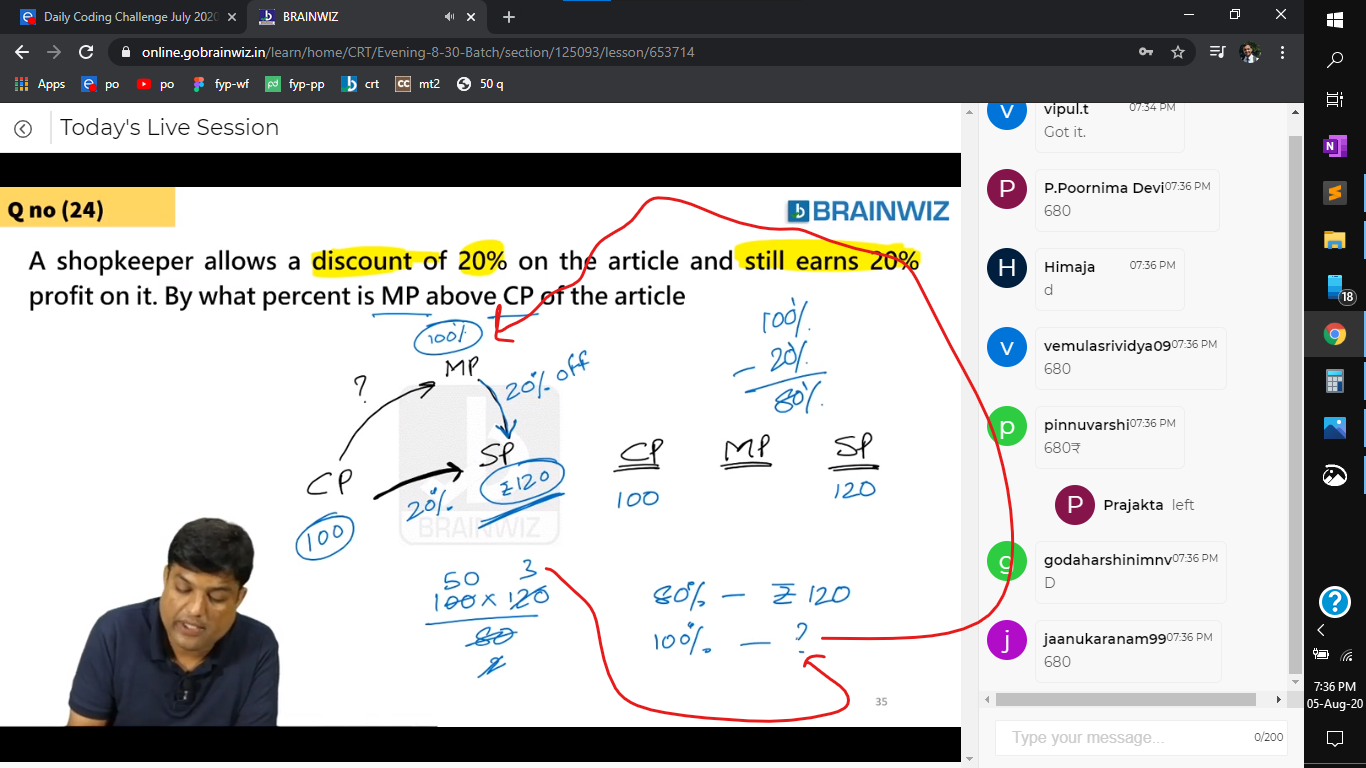 Daily Coding Challenge July 2020
BRAINWIZ
online.gobrainwiz.in/learn/home/CRT/Evening-8-30-Batch/section/125093/lesson/653714
Apps po po fyp-wf fyp-pp crt mt2 50 q
Today's Live Session
Q no (24)
BRAINWIZ
A shopkeeper allows a discount of 20% on the article and still earns 20%
profit on it. By what percent is MP above CP of the article
100%
MP
?
20% off
100%
- 20%
80%
CP
100
20%
SP
₹120
BRAINWIZ
CP MP SP
100 120
50 3
100 x 120
80
2
80% — ₹ 120
100% — ?
35
vipul.t 07:34 PM
Got it.
P.Poornima Devi 07:36 PM
680
Himaja 07:36 PM
d
vemulasrividya09 07:36 PM
680
pinnuvarshi 07:36 PM
680₹
Prajakta left
godaharshinimnv 07:36 PM
D
jaanukaranam99 07:36 PM
680
Type your message...
0/200
18
7:36 PM
05-Aug-20